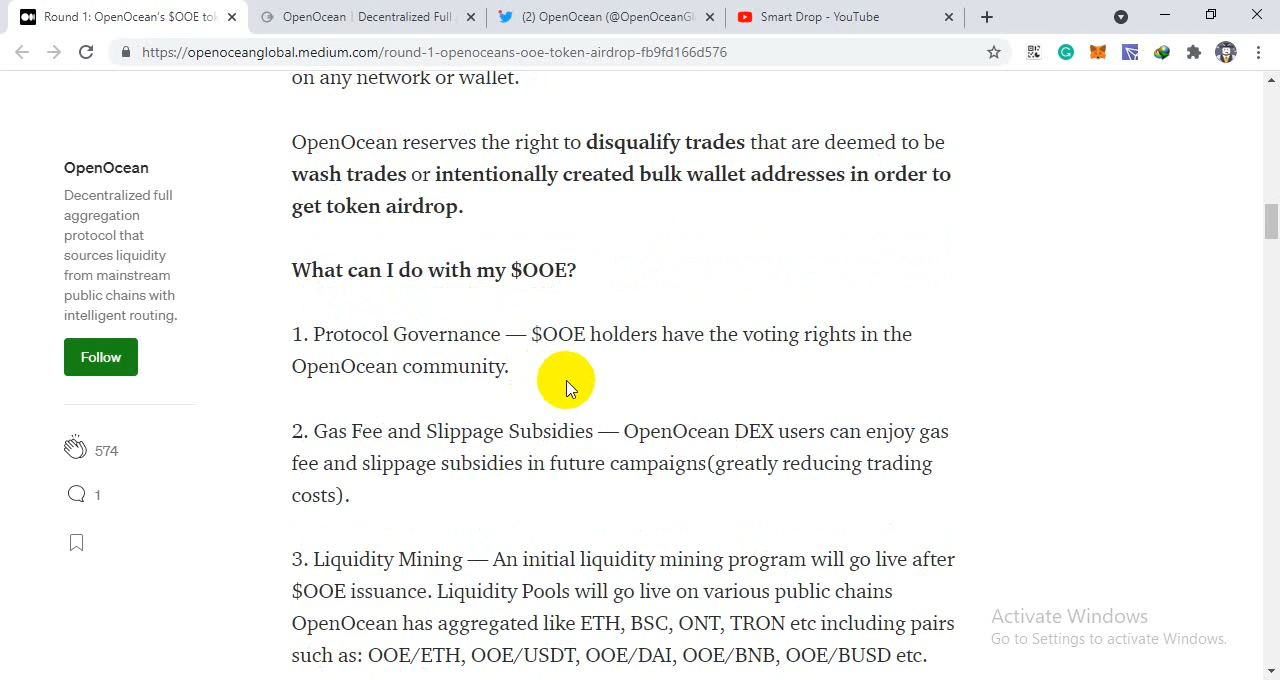 Round 1: OpenOcean's $OOE tok
OpenOcean | Decentralized Full
(2) OpenOcean (@OpenOceanGl
Smart Drop - YouTube
https://openoceanglobal.medium.com/round-1-openoceans-ooe-token-airdrop-fb9fd166d576
on any network or wallet.
OpenOcean reserves the right to disqualify trades that are deemed to be
wash trades or intentionally created bulk wallet addresses in order to
get token airdrop.
What can I do with my $OOE?
1. Protocol Governance — $OOE holders have the voting rights in the
OpenOcean community.
2. Gas Fee and Slippage Subsidies — OpenOcean DEX users can enjoy gas
fee and slippage subsidies in future campaigns(greatly reducing trading
costs).
3. Liquidity Mining — An initial liquidity mining program will go live after
$OOE issuance. Liquidity Pools will go live on various public chains
OpenOcean has aggregated like ETH, BSC, ONT, TRON etc including pairs
such as: OOE/ETH, OOE/USDT, OOE/DAI, OOE/BNB, OOE/BUSD etc.
OpenOcean
Decentralized full
aggregation
protocol that
sources liquidity
from mainstream
public chains with
intelligent routing.
Follow
574
1
Activate Windows
Go to Settings to activate Windows.